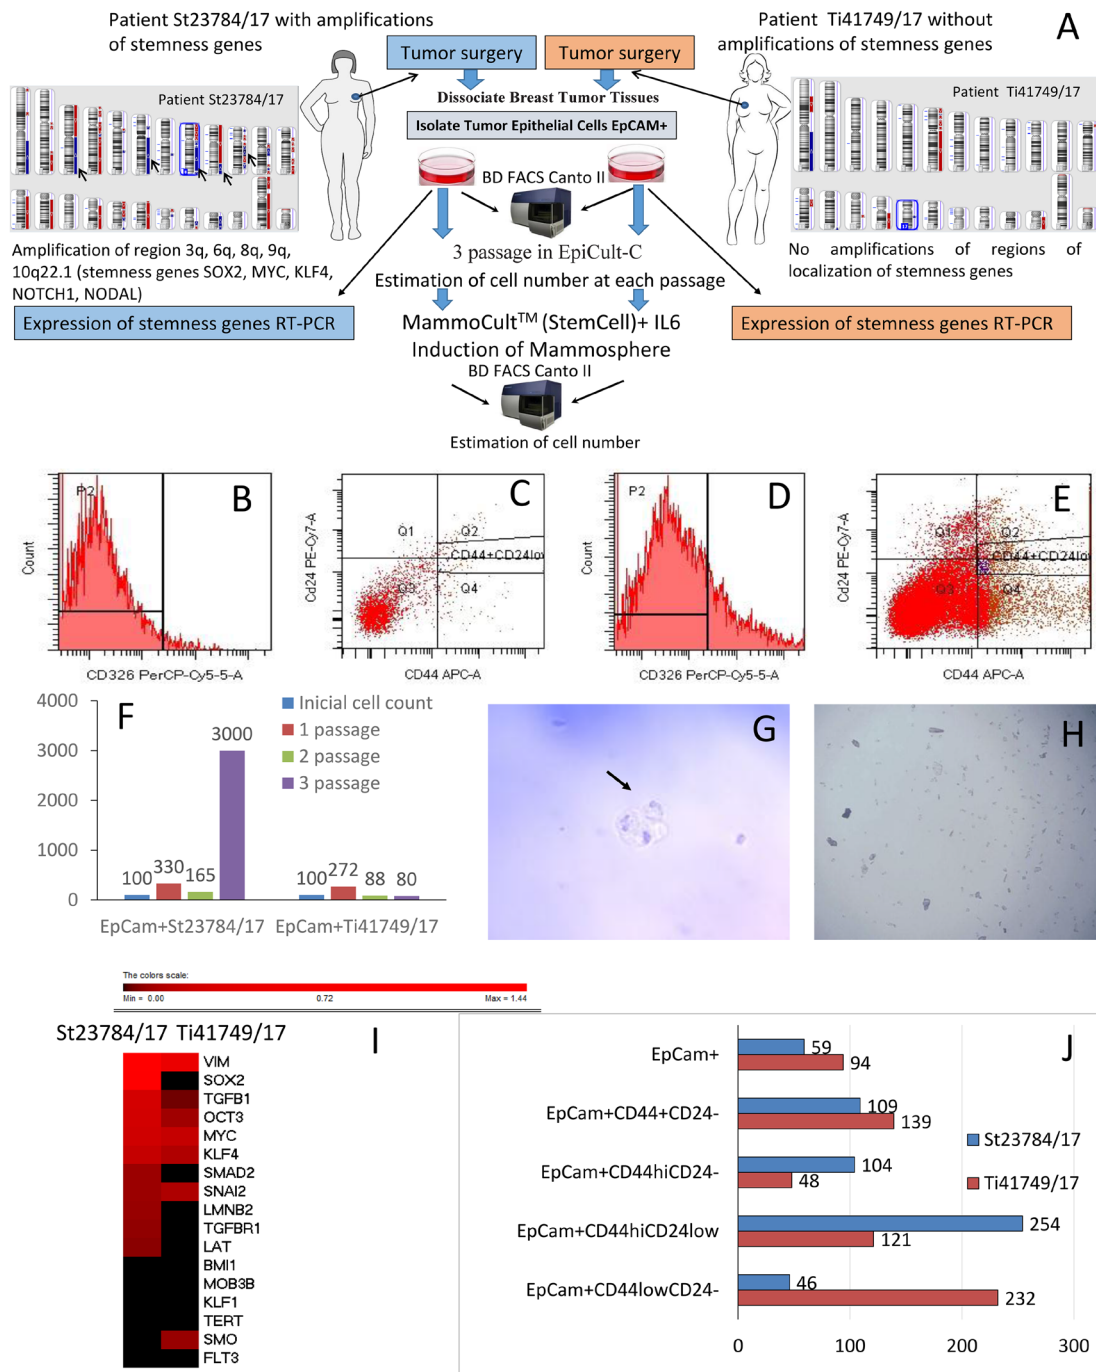 Patient St23784/17 with amplifications
of stemness genes
Patient Ti41749/17 without
amplifications of stemness genes
A
Tumor surgery
Tumor surgery
Patient St23784/17
Patient Ti41749/17
Dissociate Breast Tumor Tissues
Isolate Tumor Epithelial Cells EpCAM+
BD FACS Canto II
3 passage in EpiCult-C
Estimation of cell number at each passage
Amplification of region 3q, 6q, 8q, 9q,
10q22.1 (stemness genes SOX2, MYC, KLF4,
NOTCH1, NODAL)
No amplifications of regions of
localization of stemness genes
Expression of stemness genes RT-PCR
Expression of stemness genes RT-PCR
MammoCult™ (StemCell)+ IL6
Induction of Mammosphere
BD FACS Canto II
Estimation of cell number
B
P2
Count
CD326 PerCP-Cy5-5-A
C
Q1
Q2
CD44+CD24lo
Q3
Q4
Cd24 PE-Cy7-A
CD44 APC-A
D
P2
Count
CD326 PerCP-Cy5-5-A
E
Q1
Q2
CD44+CD24lo
Q3
Q4
Cd24 PE-Cy7-A
CD44 APC-A
F
4000
3000
2000
1000
0
Inicial cell count
1 passage
2 passage
3 passage
100
330
165
3000
100
272
88
80
EpCam+St23784/17
EpCam+Ti41749/17
G
H
The colors scale:
Min = 0.00
0.72
Max = 1.44
St23784/17 Ti41749/17
I
VIM
SOX2
TGFB1
OCT3
MYC
KLF4
SMAD2
SNAI2
LMNB2
TGFBR1
LAT
BMI1
MOB3B
KLF1
TERT
SMO
FLT3
J
EpCam+
59
94
EpCam+CD44+CD24-
109
139
EpCam+CD44hiCD24-
104
48
EpCam+CD44hiCD24low
254
121
EpCam+CD44lowCD24-
46
232
St23784/17
Ti41749/17
0
100
200
300